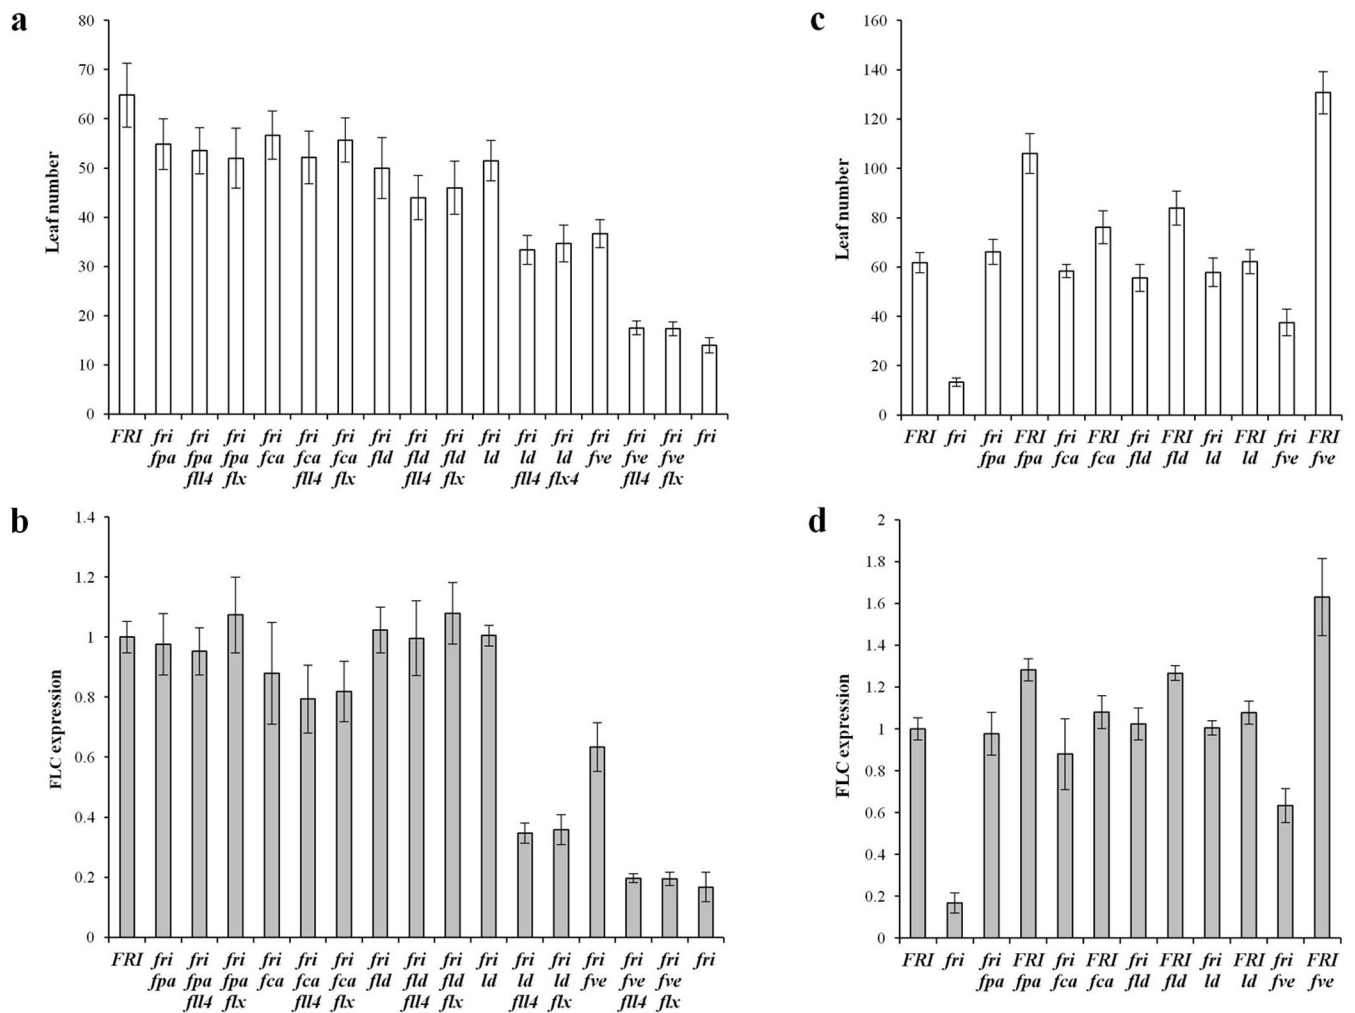 a
80
70
60
50
40
30
20
10
0
Leaf number
FRI fri fri fri fri fri fri fri fri fri fri fri fri fri fri fri fri
fpa fpa fpa fca fca fca fld fld fld ld ld ld fve fve fve
fll4 flx fll4 flx fll4 flx fll4 flx4 fll4 flx
c
160
140
120
100
80
60
40
20
0
Leaf number
FRI fri fri FRI fri FRI fri FRI fri FRI fri FRI
fpa fpa fca fca fld fld ld ld fve fve
b
1.4
1.2
1
0.8
0.6
0.4
0.2
0
FLC expression
FRI fri fri fri fri fri fri fri fri fri fri fri fri fri fri fri fri
fpa fpa fpa fca fca fca fld fld fld ld ld ld fve fve fve
fll4 flx fll4 flx fll4 flx fll4 flx fll4 flx
d
2
1.8
1.6
1.4
1.2
1
0.8
0.6
0.4
0.2
0
FLC expression
FRI fri fri FRI fri FRI fri FRI fri FRI fri FRI
fpa fpa fca fca fld fld ld ld fve fve